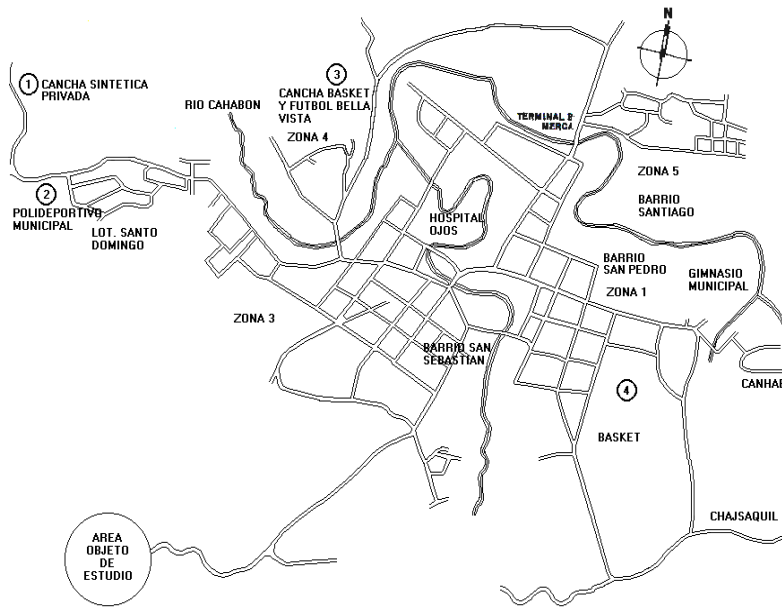 N
1 CANCHA SINTETICA
PRIVADA
3
CANCHA BASKET
Y FUTBOL BELLA
VISTA
RIO CAHABON
ZONA 4
TERMINAL
ZONA 5
2
POLIDEPORTIVO
MUNICIPAL
LOT. SANTO
DOMINGO
HOSPITAL
OJOS
BARRIO
SANTIAGO
BARRIO
SAN PEDRO
GIMNASIO
MUNICIPAL
ZONA 1
ZONA 3
BARRIO SAN
SEBASTIAN
4
BASKET
CANHAB
CHAJSAQUIL
AREA
OBJETO
DE
ESTUDIO